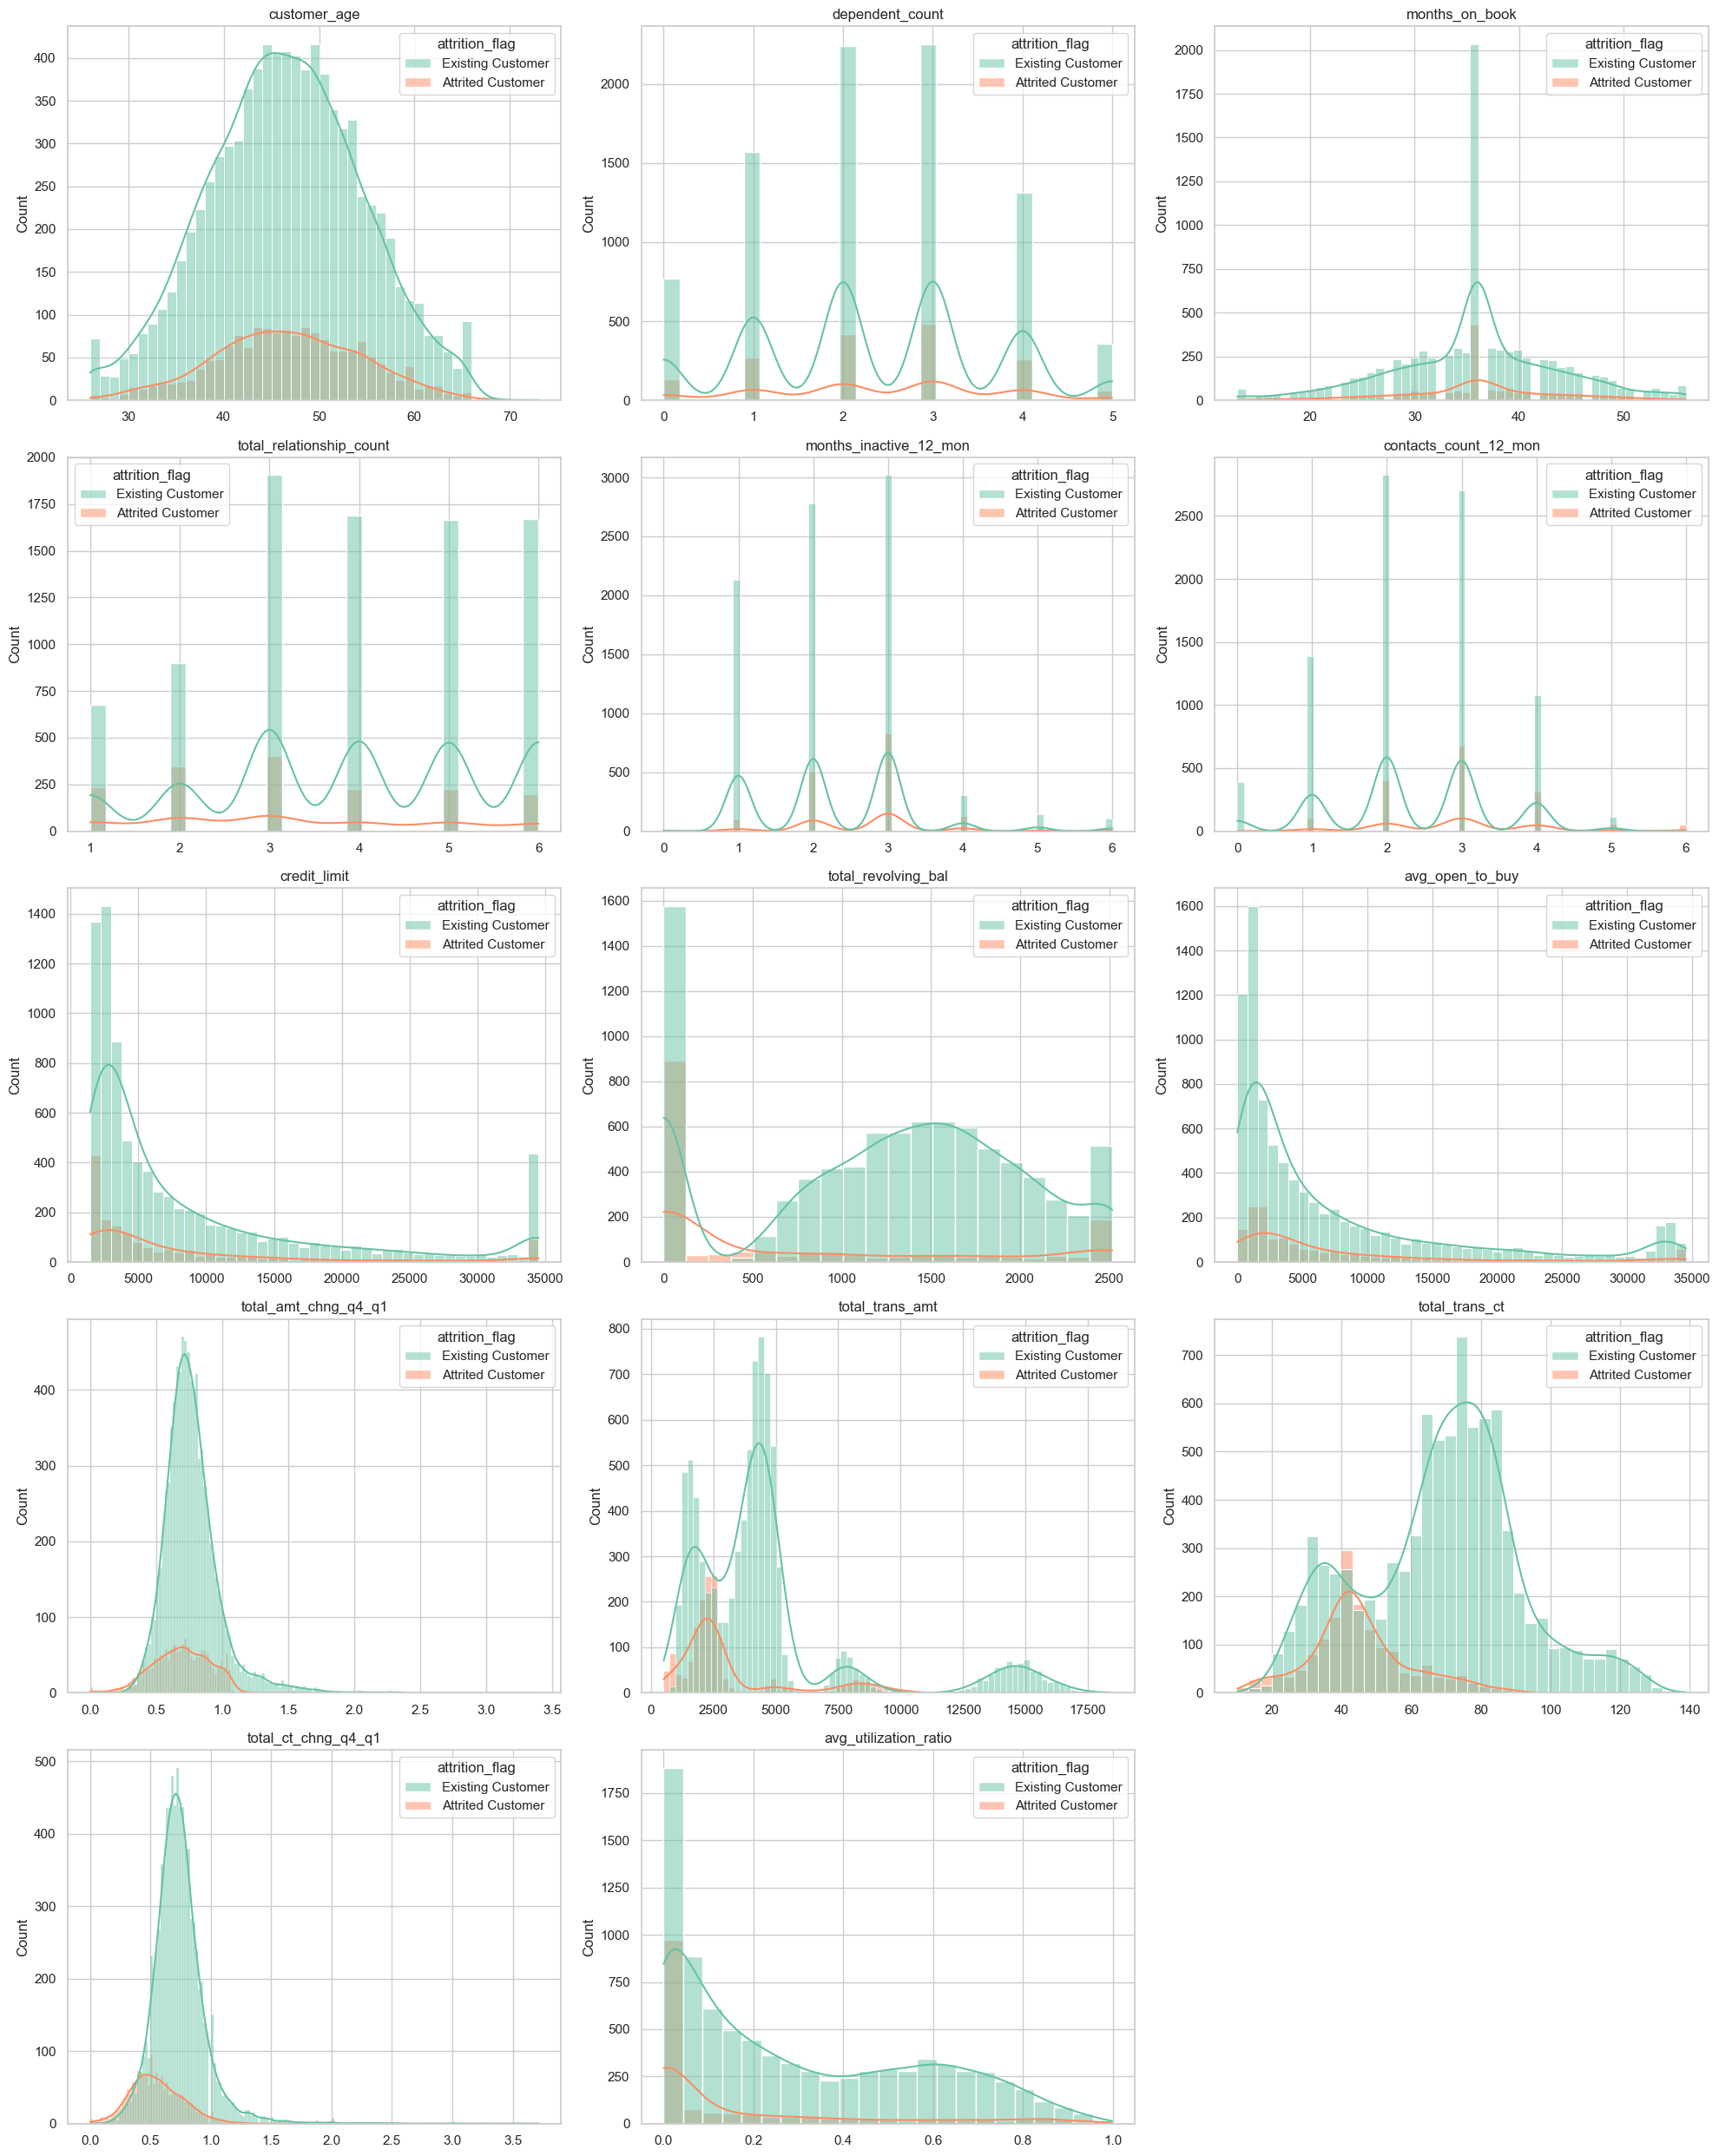 customer_age
attrition_flag
Existing Customer
Attrited Customer
Count
400
350
300
250
200
150
100
50
0
30 40 50 60 70
dependent_count
attrition_flag
Existing Customer
Attrited Customer
Count
2000
1500
1000
500
0
0 1 2 3 4 5
months_on_book
attrition_flag
Existing Customer
Attrited Customer
Count
2000
1750
1500
1250
1000
750
500
250
0
20 30 40 50
total_relationship_count
attrition_flag
Existing Customer
Attrited Customer
Count
2000
1750
1500
1250
1000
750
500
250
0
1 2 3 4 5 6
months_inactive_12_mon
attrition_flag
Existing Customer
Attrited Customer
Count
3000
2500
2000
1500
1000
500
0
0 1 2 3 4 5 6
contacts_count_12_mon
attrition_flag
Existing Customer
Attrited Customer
Count
2500
2000
1500
1000
500
0
0 1 2 3 4 5 6
credit_limit
attrition_flag
Existing Customer
Attrited Customer
Count
1400
1200
1000
800
600
400
200
0
0 5000 10000 15000 20000 25000 30000 35000
total_revolving_bal
attrition_flag
Existing Customer
Attrited Customer
Count
1600
1400
1200
1000
800
600
400
200
0
0 500 1000 1500 2000 2500
avg_open_to_buy
attrition_flag
Existing Customer
Attrited Customer
Count
1600
1400
1200
1000
800
600
400
200
0
0 5000 10000 15000 20000 25000 30000 35000
total_amt_chng_q4_q1
attrition_flag
Existing Customer
Attrited Customer
Count
400
300
200
100
0
0.0 0.5 1.0 1.5 2.0 2.5 3.0 3.5
total_trans_amt
attrition_flag
Existing Customer
Attrited Customer
Count
800
700
600
500
400
300
200
100
0
0 2500 5000 7500 10000 12500 15000 17500
total_trans_ct
attrition_flag
Existing Customer
Attrited Customer
Count
700
600
500
400
300
200
100
0
20 40 60 80 100 120 140
total_ct_chng_q4_q1
attrition_flag
Existing Customer
Attrited Customer
Count
500
400
300
200
100
0
0.0 0.5 1.0 1.5 2.0 2.5 3.0 3.5
avg_utilization_ratio
attrition_flag
Existing Customer
Attrited Customer
Count
1750
1500
1250
1000
750
500
250
0
0.0 0.2 0.4 0.6 0.8 1.0